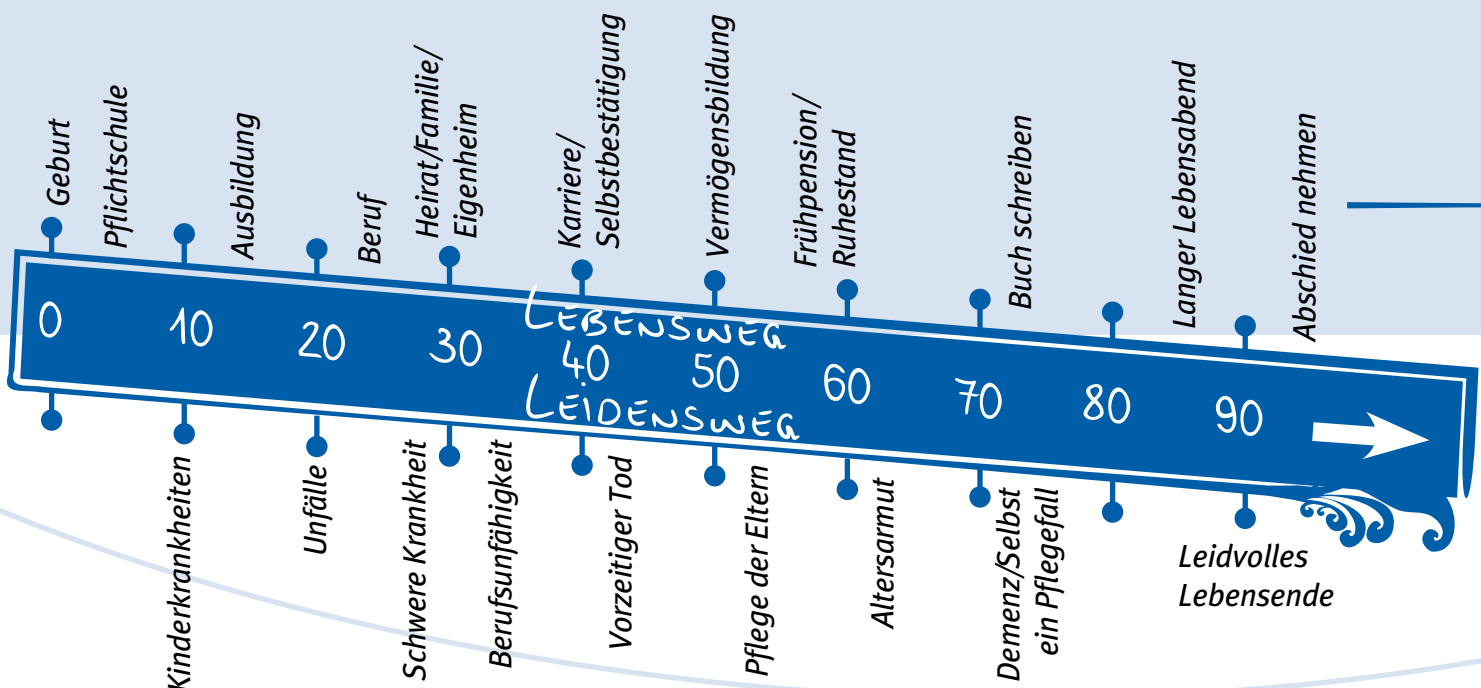 Geburt
Pflichtschule
Ausbildung
Beruf
Heirat/Familie/
Eigenheim
Karriere/
Selbstbestätigung
Vermögensbildung
Frühpension/
Ruhestand
Buch schreiben
Langer Lebensabend
Abschied nehmen
LEBENSWEG
0 10 20 30 40 50 60 70 80 90
LEIDENSWEG
Kinderkrankheiten
Unfälle
Schwere Krankheit
Berufsunfähigkeit
Vorzeitiger Tod
Pflege der Eltern
Altersarmut
Demenz/Selbst
ein Pflegefall
Leidvolles
Lebensende